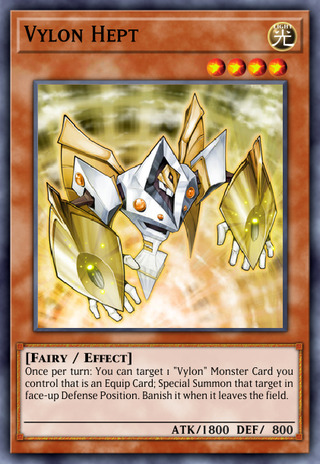 Vylon Hept
LIGHT
光
[Fairy / Effect]
Once per turn: You can target 1 "Vylon" Monster Card you
control that is an Equip Card; Special Summon that target in
face-up Defense Position. Banish it when it leaves the field.
ATK/1800 DEF/ 800